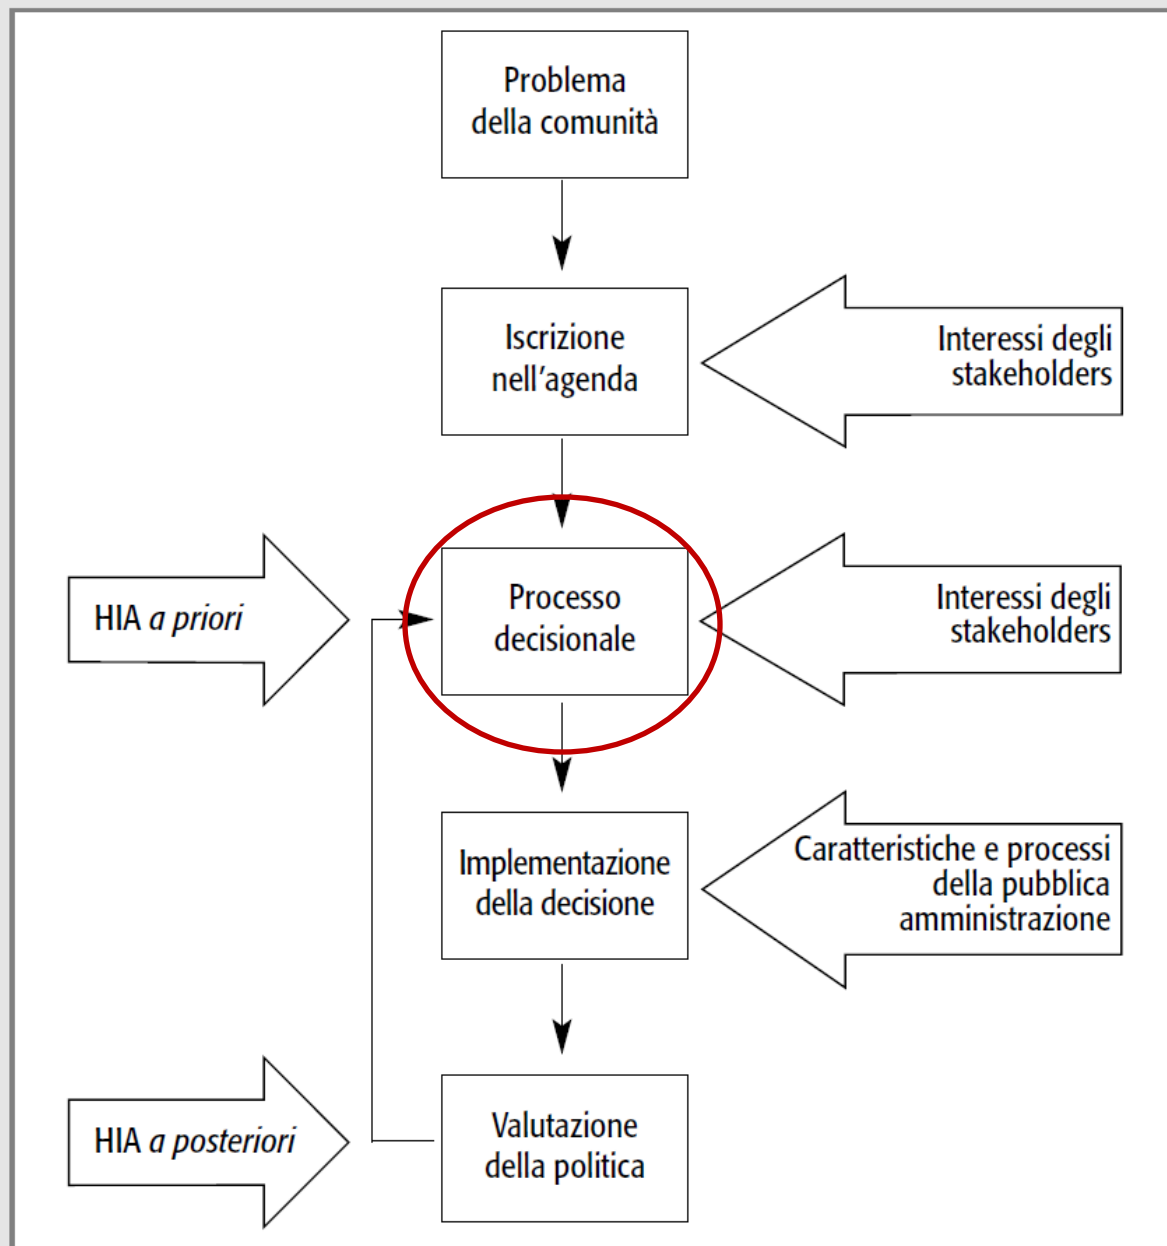 Problema
della comunità
Iscrizione
nell'agenda
Interessi degli
stakeholders
HIA a priori
Processo
decisionale
Interessi degli
stakeholders
Implementazione
della decisione
Caratteristiche e processi
della pubblica
amministrazione
HIA a posteriori
Valutazione
della politica